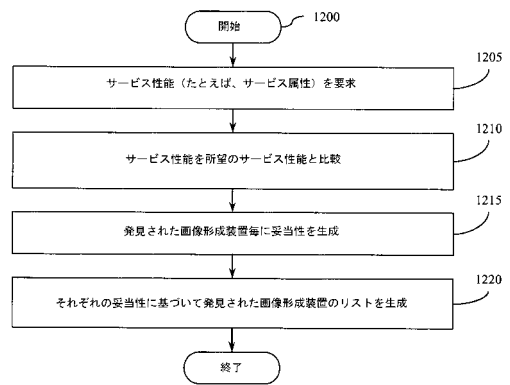 開始
1200
サービス性能(たとえば、サービス属性)を要求
1205
サービス性能を所望のサービス性能と比較
1210
発見された画像形成装置毎に妥当性を生成
1215
それぞれの妥当性に基づいて発見された画像形成装置のリストを生成
1220
終了